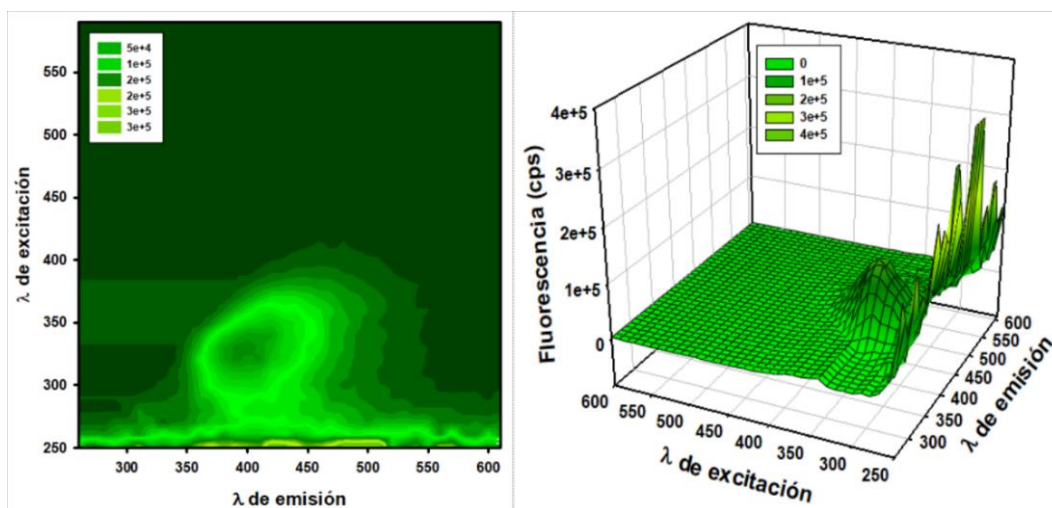 5e+4
1e+5
2e+5
2e+5
3e+5
3e+5
550
500
450
400
350
300
250
λ de excitación
300 350 400 450 500 550 600
λ de emisión
0
1e+5
2e+5
3e+5
4e+5
4e+5
3e+5
2e+5
1e+5
0
Fluorescencia (cps)
600 550 500 450 400 350 300 250
λ de excitación
600
550
500
450
400
350
300
λ de emisión